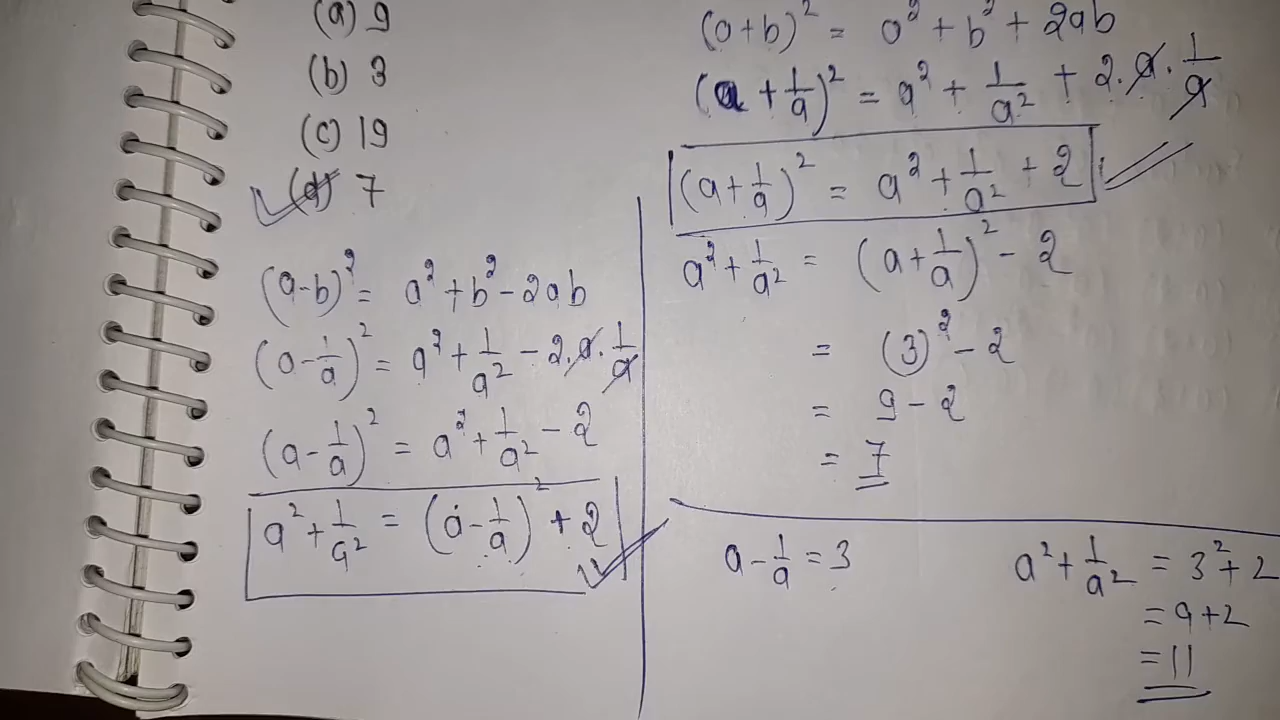 (a) 9
(b) 3
(c) 19
(d) 7
(a-b)² = a² + b² - 2ab
(a - 1/a)² = a² + 1/a² - 2.a.1/a
(a - 1/a)² = a² + 1/a² - 2
a² + 1/a² = (a - 1/a)² + 2
(a+b)² = a² + b² + 2ab
(a + 1/a)² = a² + 1/a² + 2.a.1/a
(a + 1/a)² = a² + 1/a² + 2
a² + 1/a² = (a + 1/a)² - 2
= (3)² - 2
= 9 - 2
= 7
a - 1/a = 3
a² + 1/a² = 3² + 2
= 9 + 2
= 11